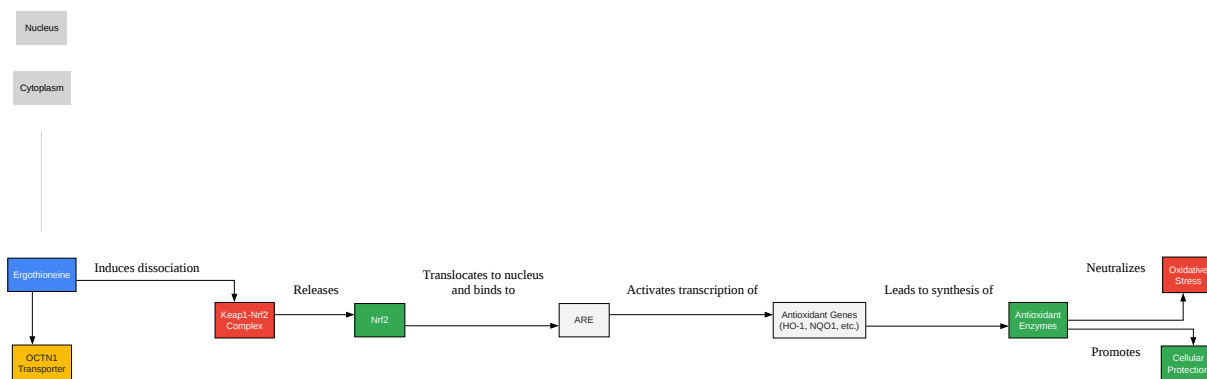 Nucleus
Cytoplasm
Ergothioneine
Induces dissociation
Keap1-Nrf2
Complex
Releases
Nrf2
Translocates to nucleus
and binds to
ARE
Activates transcription of
Antioxidant Genes
(HO-1, NQO1, etc.)
Leads to synthesis of
Antioxidant
Enzymes
Neutralizes
Oxidative
Stress
Promotes
Cellular
Protection
OCTN1
Transporter